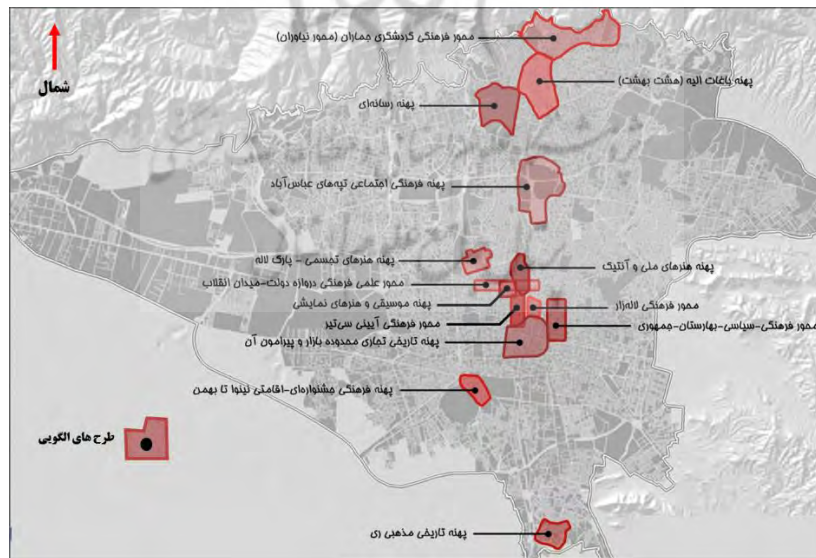 شمال
محور فرهنگی گردشگری جماران (محور نیاوران)
پهنه باغات الیه (هشت بهشت)
پهنه رسانه‌ای
پهنه فرهنگی اجتماعی تپه‌های عباس‌آباد
پهنه هنرهای تجسمی - پارک لاله
پهنه هنرهای ملی و آنتیک
محور علمی فرهنگی دروازه دولت-میدان انقلاب
پهنه موسیقی و هنرهای نمایشی
محور فرهنگی لاله‌زار
محور فرهنگی آیینی سی‌تیر
محور فرهنگی-سیاسی-بهارستان-جمهوری
پهنه تاریخی تجاری محدوده بازار و پیرامون آن
پهنه فرهنگی جشنواره‌ای-اقامتی نینوا تا بهمن
طرح های الگویی
پهنه تاریخی مذهبی ری